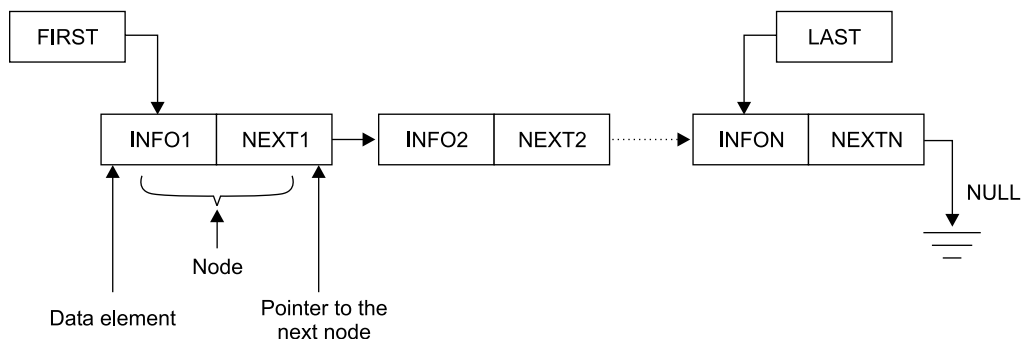 FIRST
LAST
INFO1
NEXT1
INFO2
NEXT2
INFON
NEXTN
NULL
Node
Data element
Pointer to the
next node